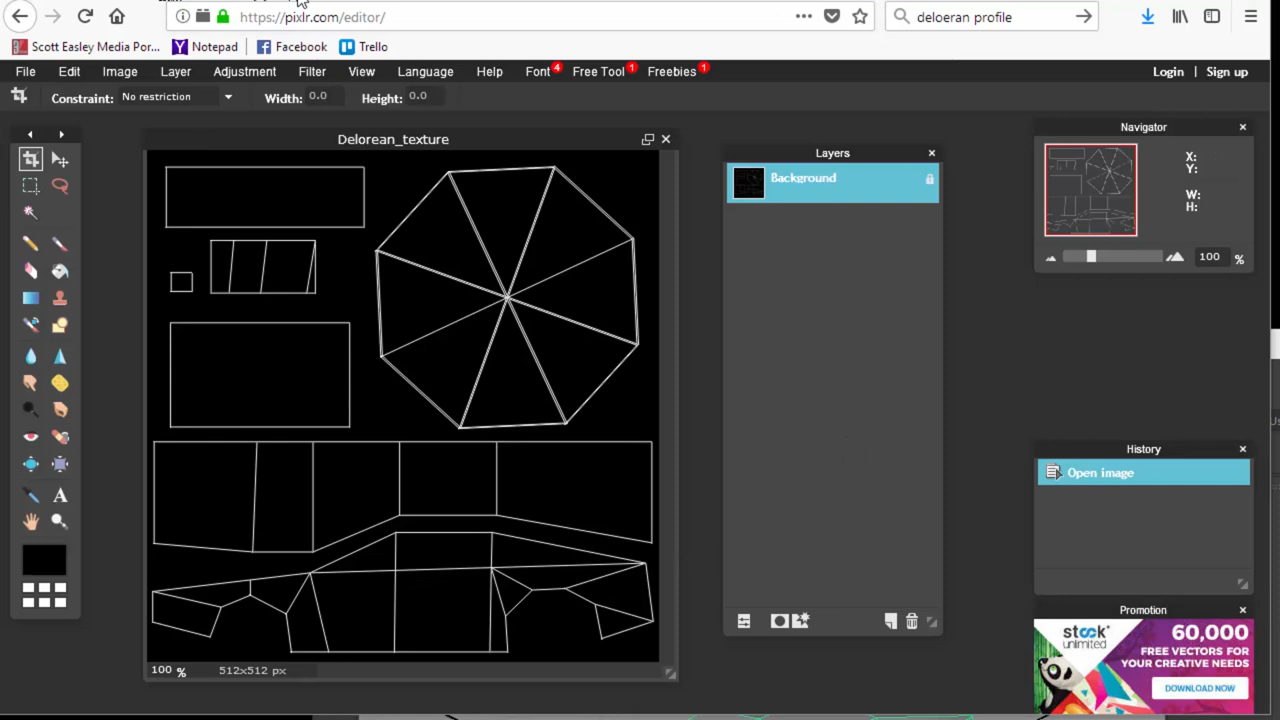 https://pixlr.com/editor/
deloeran profile
Scott Easley Media Por...
Notepad
Facebook
Trello
File Edit Image Layer Adjustment Filter View Language Help Font 4 Free Tool 1 Freebies 1 Login | Sign up
Constraint: No restriction Width: 0.0 Height: 0.0
Delorean_texture
Layers
Background
Navigator
X:
Y:
W:
H:
100 %
History
Open image
Promotion
stock
unlimited
60,000
FREE VECTORS FOR
YOUR CREATIVE NEEDS
DOWNLOAD NOW
A
100 % 512x512 px